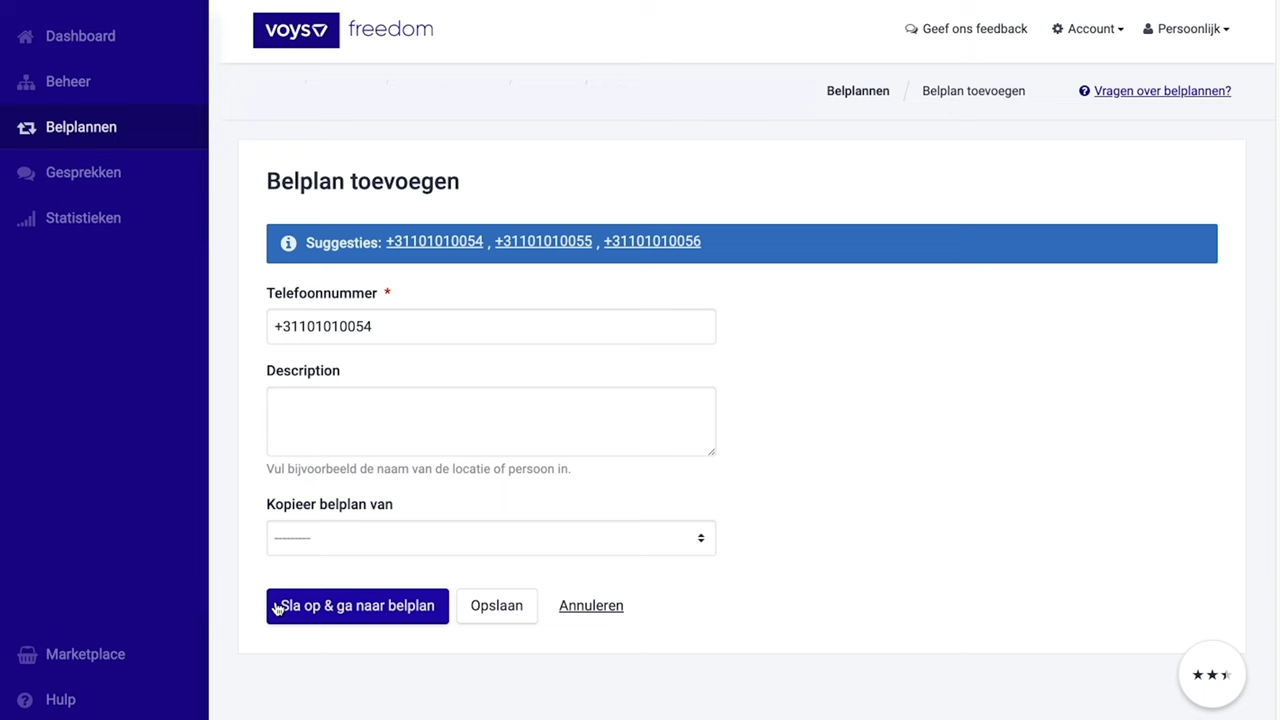 Dashboard
Beheer
Belplannen
Gesprekken
Statistieken
Marketplace
Hulp
voys freedom
Geef ons feedback
Account
Persoonlijk
Belplannen / Belplan toevoegen
Vragen over belplannen?
Belplan toevoegen
Suggesties: +31101010054 , +31101010055 , +31101010056
Telefoonnummer *
+31101010054
Description
Vul bijvoorbeeld de naam van de locatie of persoon in.
Kopieer belplan van
---------
Sla op & ga naar belplan
Opslaan
Annuleren